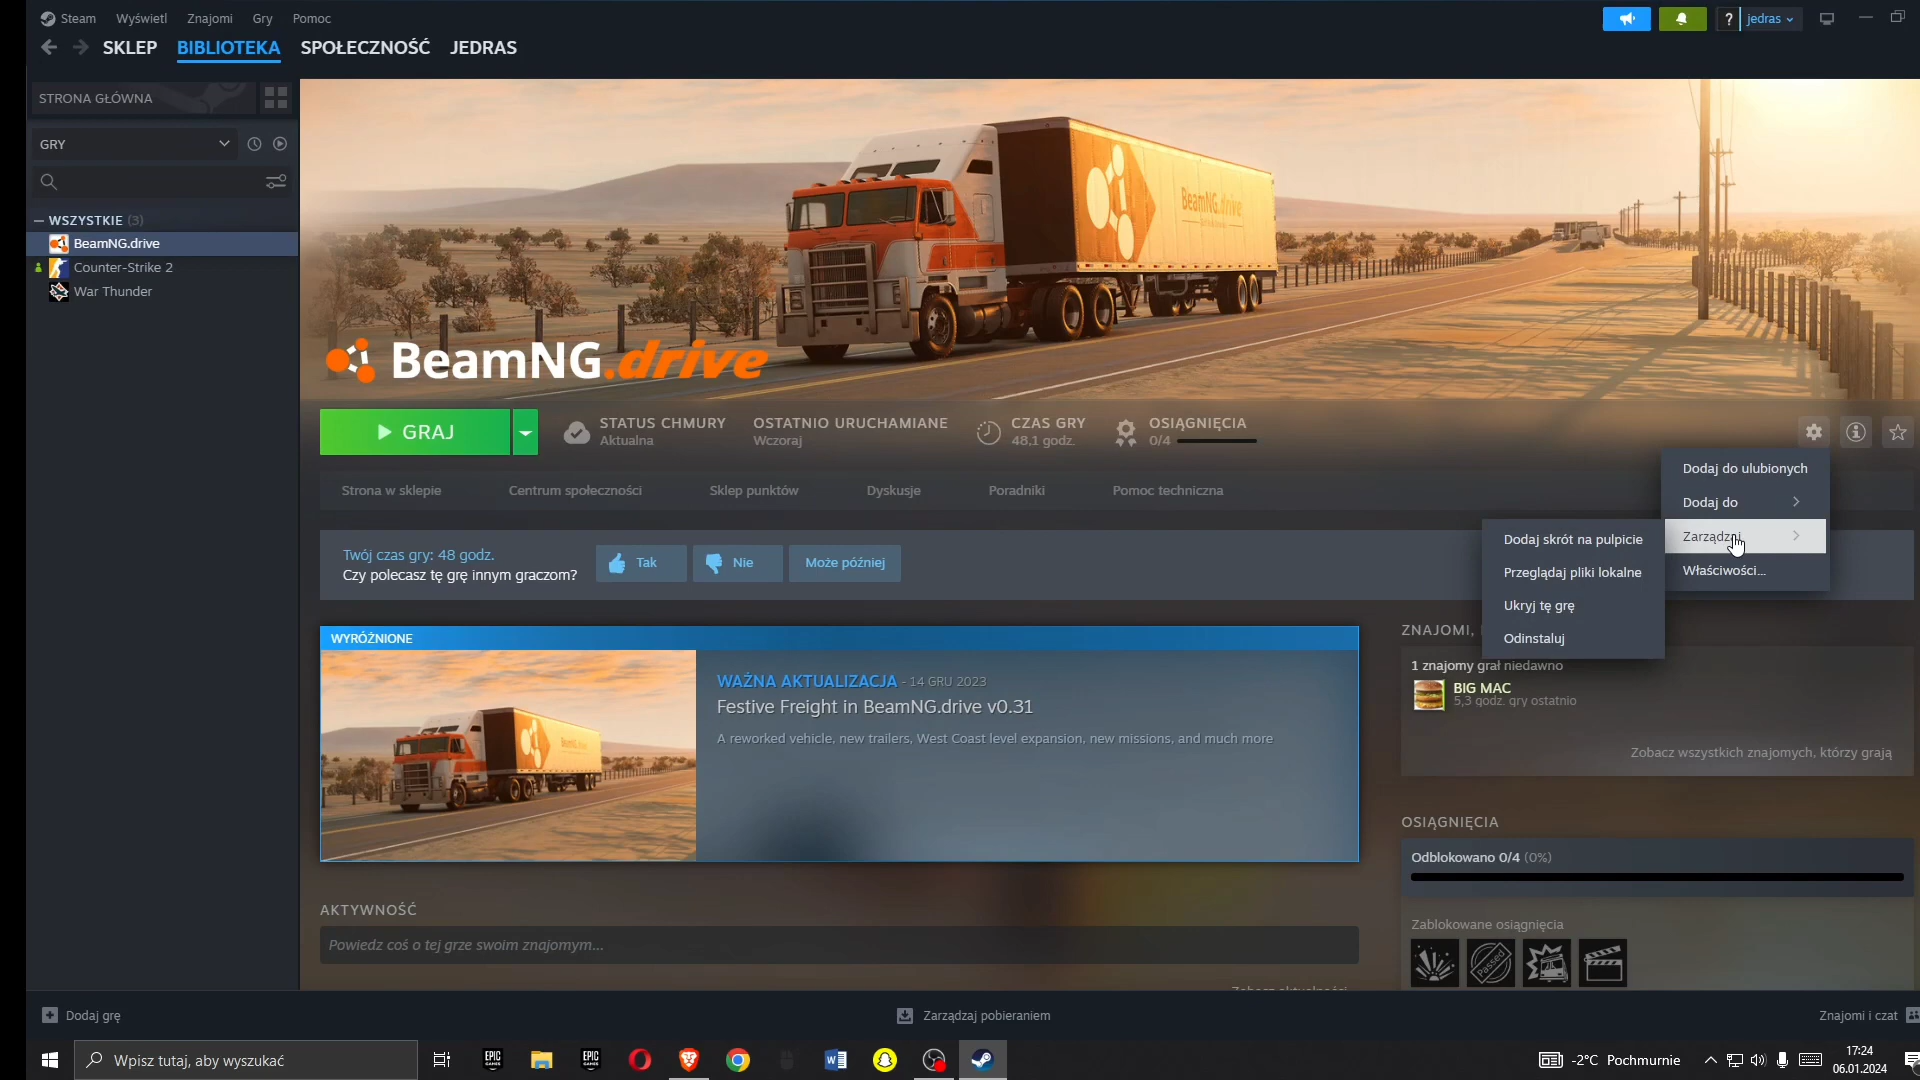 Steam Wyświetl Znajomi Gry Pomoc
? jedras
SKLEP BIBLIOTEKA SPOŁECZNOŚĆ JEDRAS
STRONA GŁÓWNA
GRY
WSZYSTKIE (3)
BeamNG.drive
Counter-Strike 2
War Thunder
BeamNG.drive
BeamNG.drive
GRAJ
STATUS CHMURY
Aktualna
OSTATNIO URUCHAMIANE
Wczoraj
CZAS GRY
48,1 godz.
OSIĄGNIĘCIA
0/4
Strona w sklepie Centrum społeczności Sklep punktów Dyskusje Poradniki Pomoc techniczna
Dodaj do ulubionych
Dodaj do
Zarządzaj
Właściwości...
Dodaj skrót na pulpicie
Przeglądaj pliki lokalne
Ukryj tę grę
Odinstaluj
Twój czas gry: 48 godz.
Czy polecasz tę grę innym graczom?
Tak Nie Może później
WYRÓŻNIONE
WAŻNA AKTUALIZACJA - 14 GRU 2023
Festive Freight in BeamNG.drive v0.31
A reworked vehicle, new trailers, West Coast level expansion, new missions, and much more
ZNAJOMI,
1 znajomy grał niedawno
BIG MAC
5,3 godz. gry ostatnio
Zobacz wszystkich znajomych, którzy grają
OSIĄGNIĘCIA
Odblokowano 0/4 (0%)
Zablokowane osiągnięcia
Passed
AKTYWNOŚĆ
Powiedz coś o tej grze swoim znajomym...
Dodaj grę
Zarządzaj pobieraniem
Znajomi i czat
Wpisz tutaj, aby wyszukać
EPIC GAMES
EPIC GAMES
-2°C Pochmurnie
17:24
06.01.2024